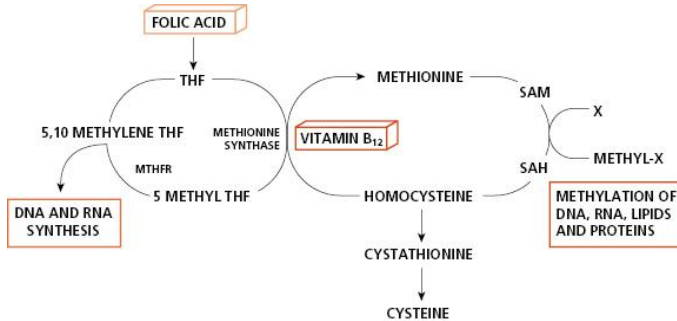 FOLIC ACID
THF
METHIONINE
SAM
X
5,10 METHYLENE THF
METHIONINE
SYNTHASE
VITAMIN B12
METHYL-X
MTHFR
SAH
5 METHYL THF
HOMOCYSTEINE
DNA AND RNA
SYNTHESIS
METHYLATION OF
DNA, RNA, LIPIDS
AND PROTEINS
CYSTATHIONINE
CYSTEINE